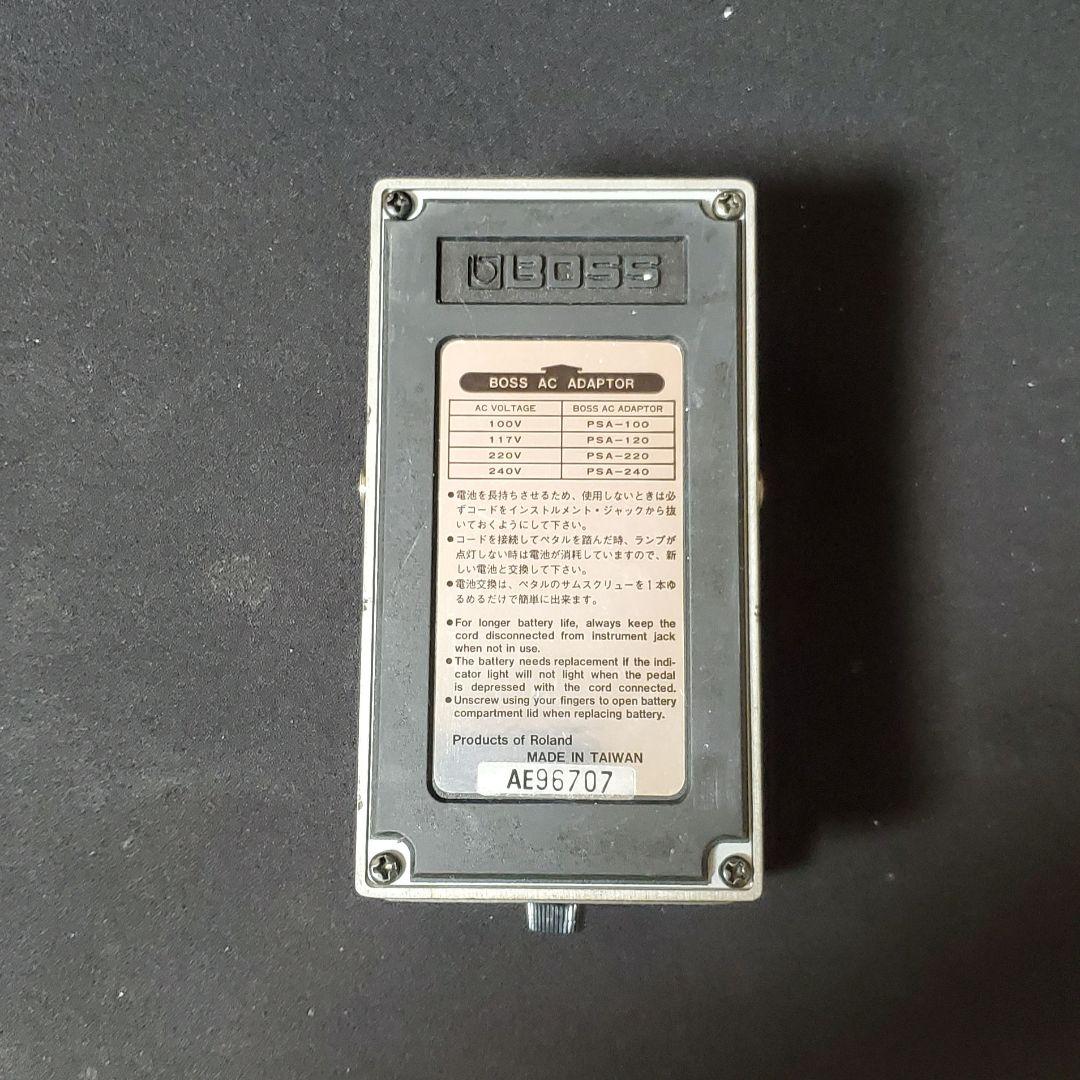 BOSS
BOSS AC ADAPTOR
AC VOLTAGE BOSS AC ADAPTOR
100V PSA-100
117V PSA-120
220V PSA-220
240V PSA-240
●電池を長持ちさせるため、使用しないときは必
ずコードをインストルメント・ジャックから抜
いておくようにして下さい。
●コードを接続してペタルを踏んだ時、ランプが
点灯しない時は電池が消耗していますので、新
しい電池と交換して下さい。
●電池交換は、ペタルのサムスクリューを1本ゆ
るめるだけで簡単に出来ます。
●For longer battery life, always keep the
cord disconnected from instrument jack
when not in use.
●The battery needs replacement if the indi-
cator light will not light when the pedal
is depressed with the cord connected.
●Unscrew using your fingers to open battery
compartment lid when replacing battery.
Products of Roland
MADE IN TAIWAN
AE96707